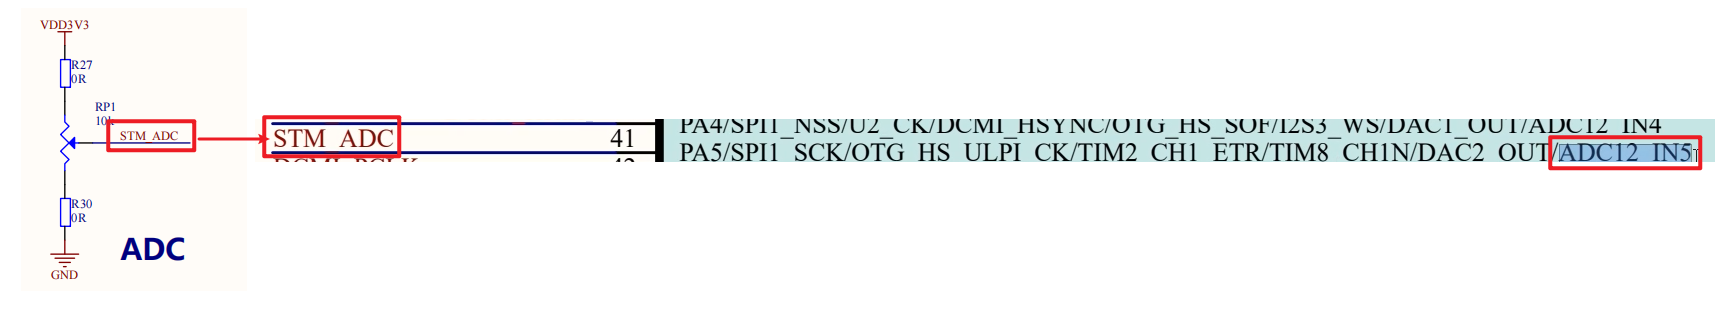 VDD3V3
R27
0R
RP1
10k
STM_ADC
R30
0R
GND
ADC
STM_ADC
41
PA4/SPI1_NSS/U2_CK/DCMI_HSYNC/OTG_HS_SOF/I2S3_WS/DAC1_OUT/ADC12_IN4
PA5/SPI1_SCK/OTG_HS_ULPI_CK/TIM2_CH1_ETR/TIM8_CH1N/DAC2_OUT/ADC12_IN5